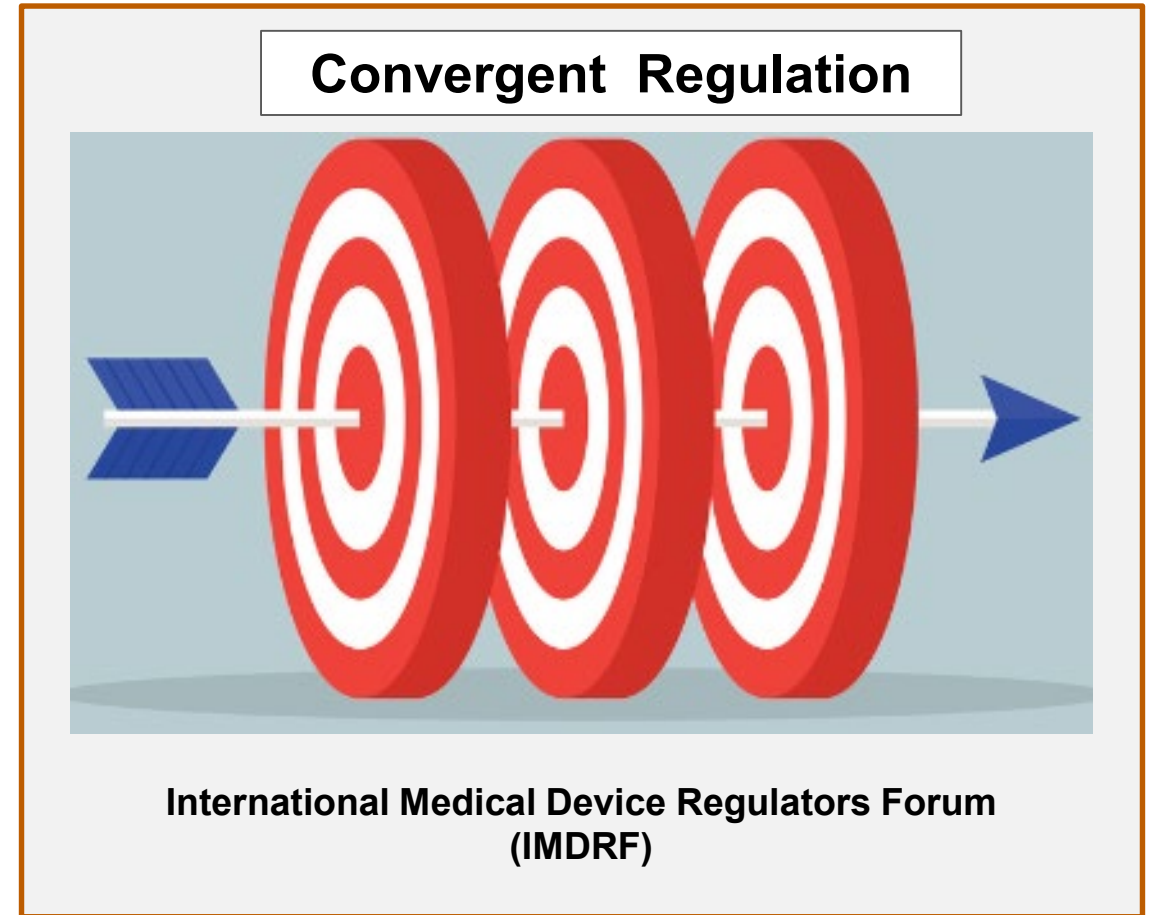 Convergent Regulation
International Medical Device Regulators Forum
(IMDRF)